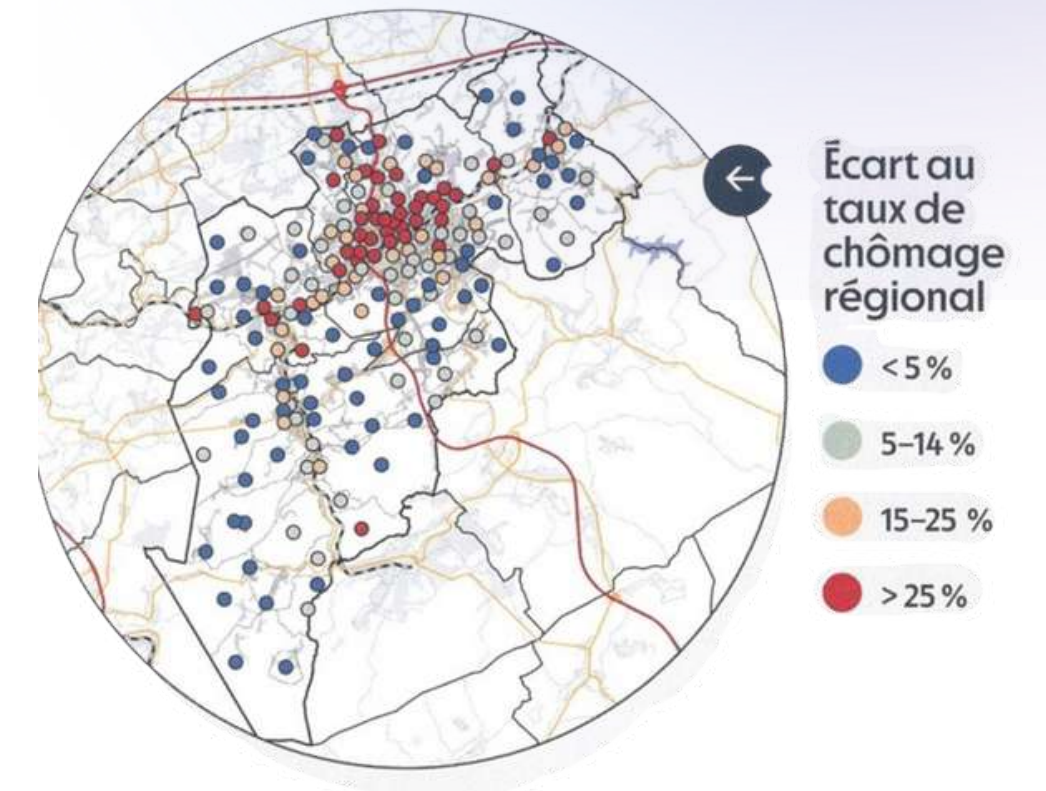 Écart au
taux de
chômage
régional
< 5 %
5–14 %
15–25 %
> 25 %